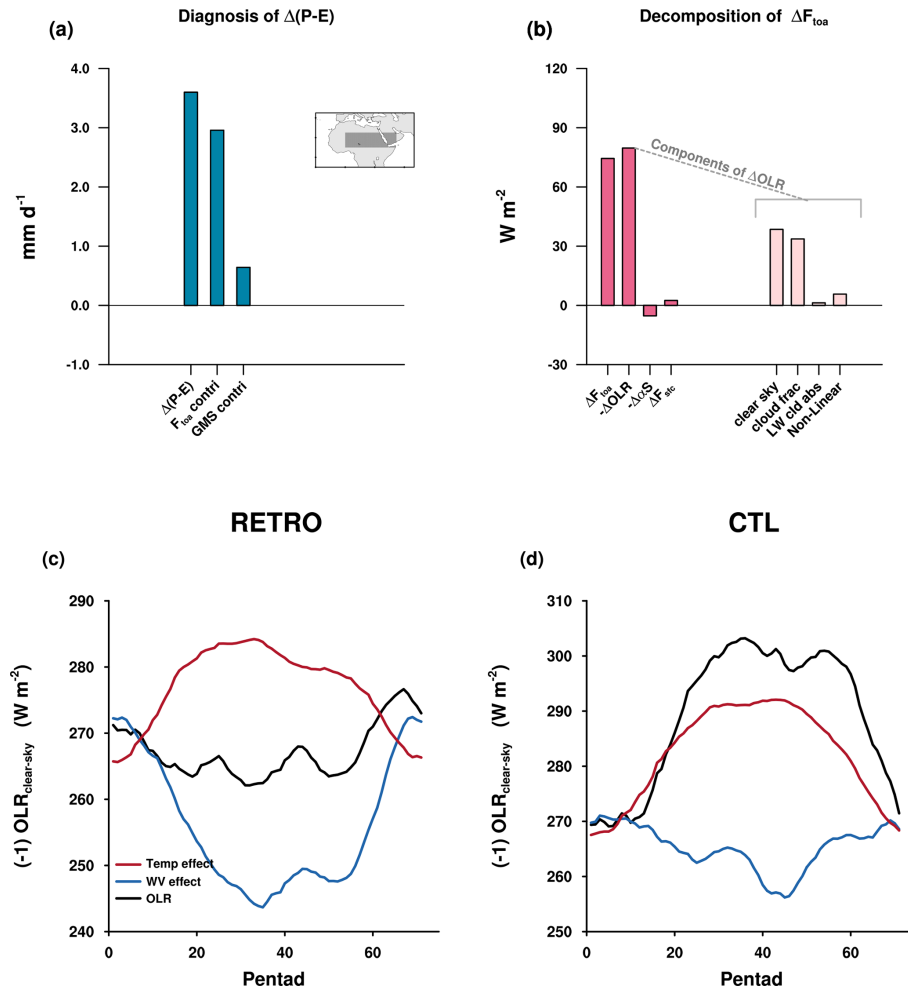 (a)
Diagnosis of Δ(P-E)
4.0
3.0
2.0
1.0
0.0
-1.0
mm d-1
Δ(P-E)
Ftoa contri
GMS contri
(b)
Decomposition of ΔFtoa
120
90
60
30
0
-30
W m-2
Components of ΔOLR
ΔFtoa
-ΔOLR
-ΔαS
ΔFsfc
clear sky
cloud frac
LW cld abs
Non-Linear
RETRO
(c)
290
280
270
260
250
240
(-1) OLRclear-sky (W m-2)
Temp effect
WV effect
OLR
0 20 40 60
Pentad
CTL
(d)
310
300
290
280
270
260
250
(-1) OLRclear-sky (W m-2)
0 20 40 60
Pentad